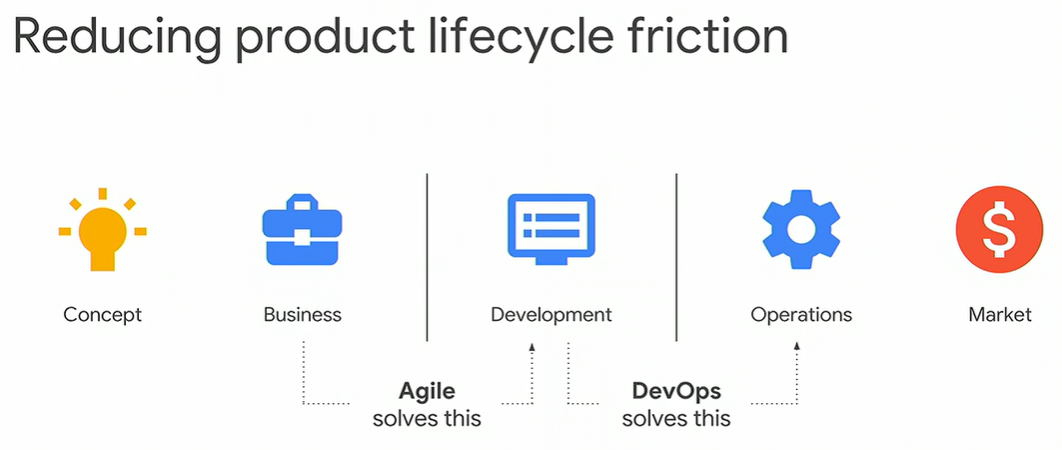 Reducing product lifecycle friction
Concept
Business
Development
Operations
Market
Agile
solves this
DevOps
solves this